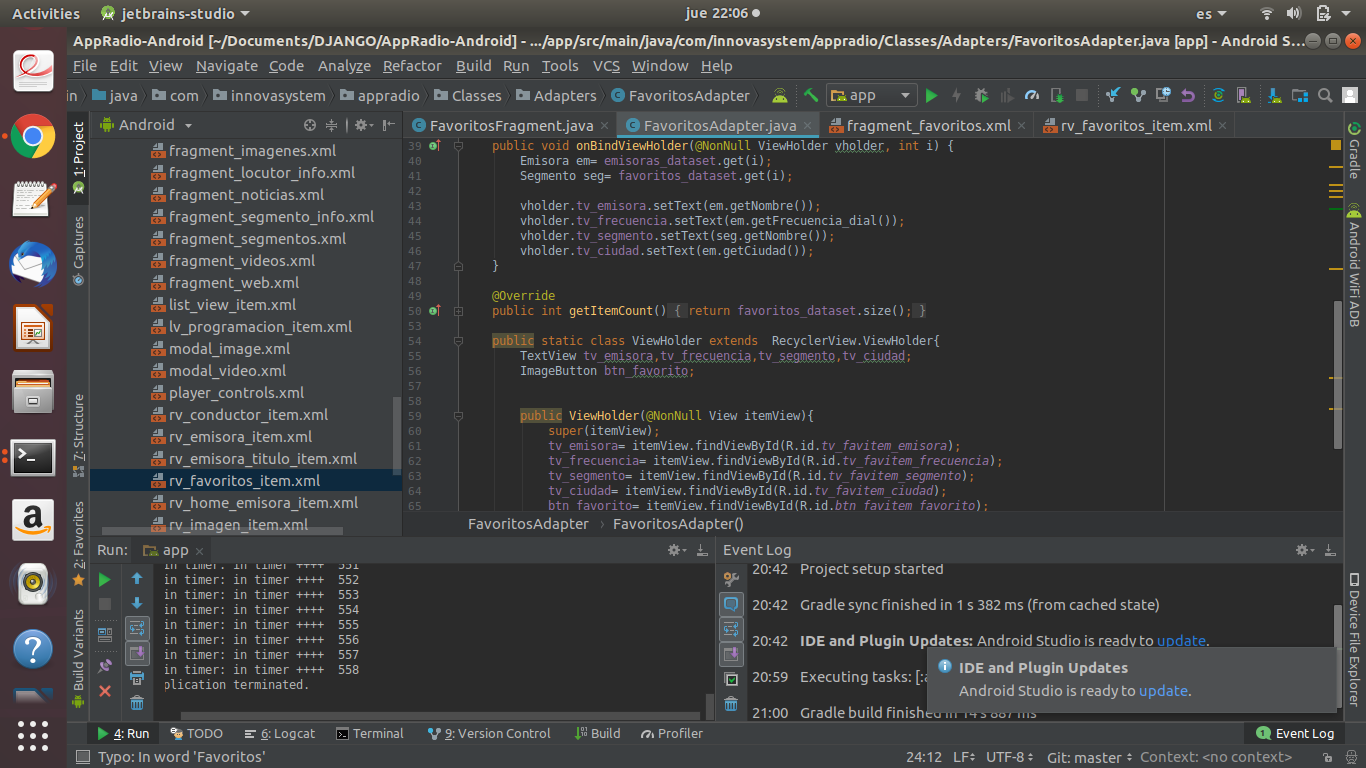 Activities jetbrains-studio jue 22:06 es
AppRadio-Android [~/Documents/DJANGO/AppRadio-Android] - .../app/src/main/java/com/innovasystem/appradio/Classes/Adapters/FavoritosAdapter.java [app] - Android S...
File Edit View Navigate Code Analyze Refactor Build Run Tools VCS Window Help
in java com innovasystem appradio Classes Adapters FavoritosAdapter app
1: Project
Captures
7: Structure
2: Favorites
Build Variants
Android
fragment_imagenes.xml
fragment_locutor_info.xml
fragment_noticias.xml
fragment_segmento_info.xml
fragment_segmentos.xml
fragment_videos.xml
fragment_web.xml
list_view_item.xml
lv_programacion_item.xml
modal_image.xml
modal_video.xml
player_controls.xml
rv_conductor_item.xml
rv_emisora_item.xml
rv_emisora_titulo_item.xml
rv_favoritos_item.xml
rv_home_emisora_item.xml
rv_imagen_item.xml
FavoritosFragment.java FavoritosAdapter.java fragment_favoritos.xml rv_favoritos_item.xml
39 public void onBindViewHolder(@NonNull ViewHolder vholder, int i) {
40 Emisora em= emisoras_dataset.get(i);
41 Segmento seg= favoritos_dataset.get(i);
42
43 vholder.tv_emisora.setText(em.getNombre());
44 vholder.tv_frecuencia.setText(em.getFrecuencia_dial());
45 vholder.tv_segmento.setText(seg.getNombre());
46 vholder.tv_ciudad.setText(em.getCiudad());
47 }
48
49 @Override
50 public int getItemCount() { return favoritos_dataset.size(); }
53
54 public static class ViewHolder extends RecyclerView.ViewHolder{
55 TextView tv_emisora,tv_frecuencia,tv_segmento,tv_ciudad;
56 ImageButton btn_favorito;
57
58
59 public ViewHolder(@NonNull View itemView){
60 super(itemView);
61 tv_emisora= itemView.findViewById(R.id.tv_favitem_emisora);
62 tv_frecuencia= itemView.findViewById(R.id.tv_favitem_frecuencia);
63 tv_segmento= itemView.findViewById(R.id.tv_favitem_segmento);
64 tv_ciudad= itemView.findViewById(R.id.tv_favitem_ciudad);
65 btn_favorito= itemView.findViewById(R.id.btn_favitem_favorito);
FavoritosAdapter FavoritosAdapter()
Gradle
Android WiFi ADB
Device File Explorer
Run: app
in timer: in timer ++++ 551
in timer: in timer ++++ 552
in timer: in timer ++++ 553
in timer: in timer ++++ 554
in timer: in timer ++++ 555
in timer: in timer ++++ 556
in timer: in timer ++++ 557
in timer: in timer ++++ 558
plication terminated.
Event Log
20:42 Project setup started
20:42 Gradle sync finished in 1 s 382 ms (from cached state)
20:42 IDE and Plugin Updates: Android Studio is ready to update.
20:59 Executing tasks: [:a
21:00 Gradle build finished in 14 s 887 ms
IDE and Plugin Updates
Android Studio is ready to update.
4: Run TODO 6: Logcat Terminal 9: Version Control Build Profiler 1 Event Log
Typo: In word 'Favoritos' 24:12 LF UTF-8 Git: master Context: <no context>